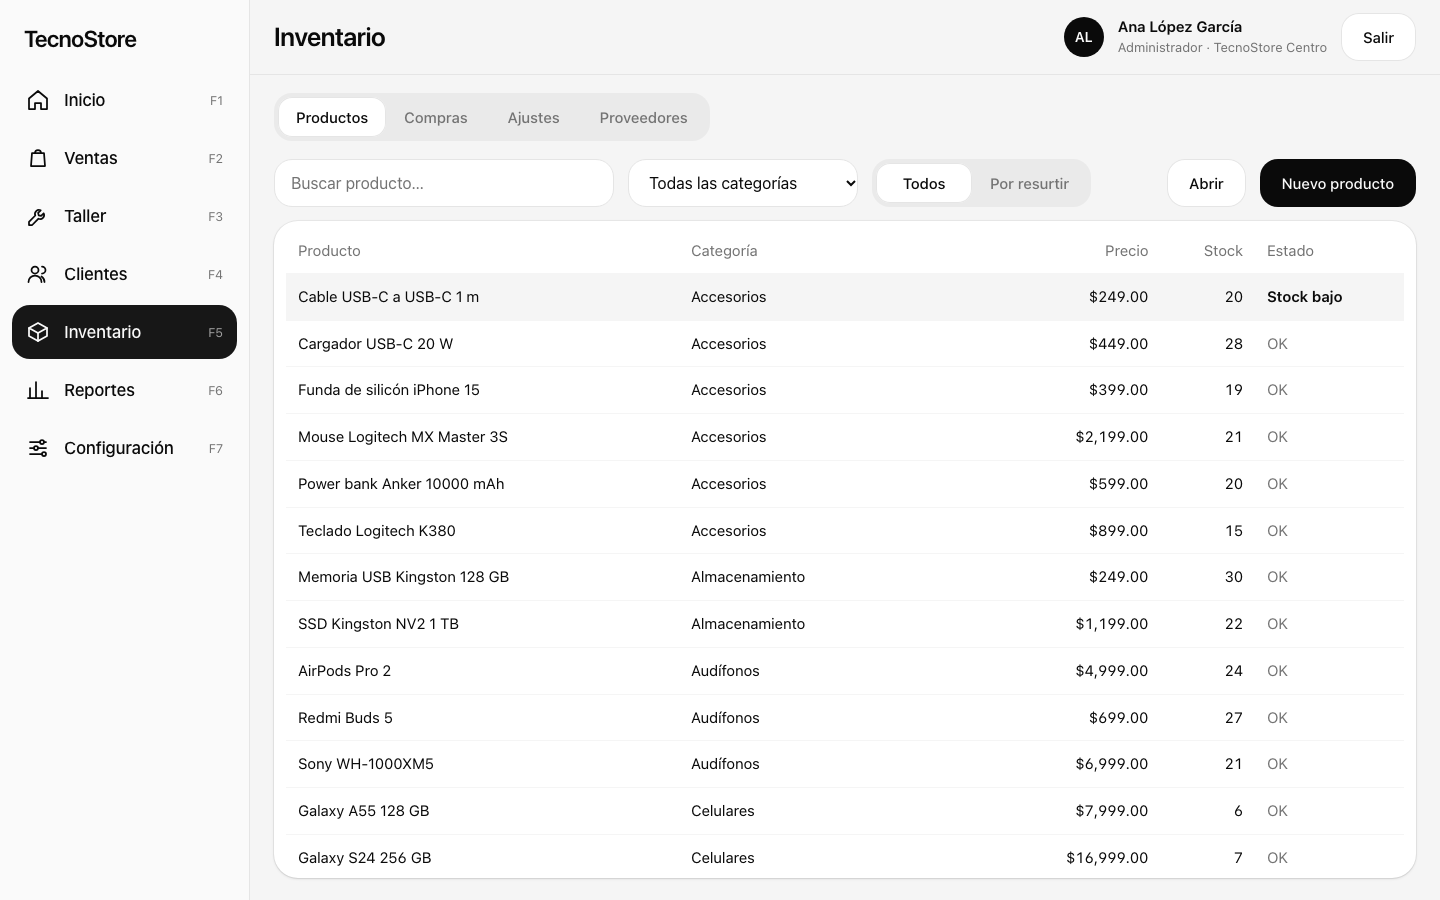 TecnoStore
Inicio F1
Ventas F2
Taller F3
Clientes F4
Inventario F5
Reportes F6
Configuración F7
Inventario
AL
Ana López García
Administrador · TecnoStore Centro
Salir
Productos Compras Ajustes Proveedores
Buscar producto... Todas las categorías Todos Por resurtir Abrir Nuevo producto
Producto Categoría Precio Stock Estado
Cable USB-C a USB-C 1 m Accesorios $249.00 20 Stock bajo
Cargador USB-C 20 W Accesorios $449.00 28 OK
Funda de silicón iPhone 15 Accesorios $399.00 19 OK
Mouse Logitech MX Master 3S Accesorios $2,199.00 21 OK
Power bank Anker 10000 mAh Accesorios $599.00 20 OK
Teclado Logitech K380 Accesorios $899.00 15 OK
Memoria USB Kingston 128 GB Almacenamiento $249.00 30 OK
SSD Kingston NV2 1 TB Almacenamiento $1,199.00 22 OK
AirPods Pro 2 Audífonos $4,999.00 24 OK
Redmi Buds 5 Audífonos $699.00 27 OK
Sony WH-1000XM5 Audífonos $6,999.00 21 OK
Galaxy A55 128 GB Celulares $7,999.00 6 OK
Galaxy S24 256 GB Celulares $16,999.00 7 OK